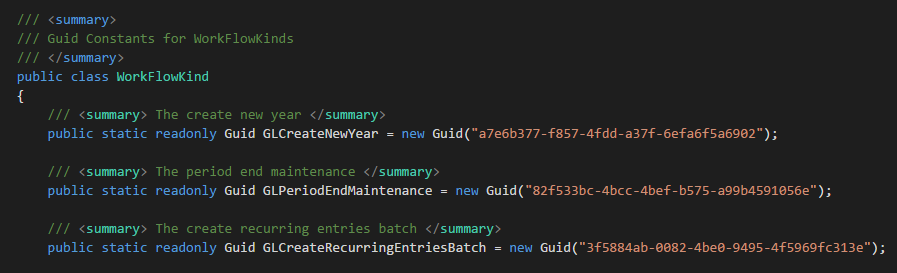 /// <summary>
/// Guid Constants for WorkFlowKinds
/// </summary>
public class WorkFlowKind
{
/// <summary> The create new year </summary>
public static readonly Guid GLCreateNewYear = new Guid("a7e6b377-f857-4fdd-a37f-6efa6f5a6902");
/// <summary> The period end maintenance </summary>
public static readonly Guid GLPeriodEndMaintenance = new Guid("82f533bc-4bcc-4bef-b575-a99b4591056e");
/// <summary> The create recurring entries batch </summary>
public static readonly Guid GLCreateRecurringEntriesBatch = new Guid("3f5884ab-0082-4be0-9495-4f5969fc313e");